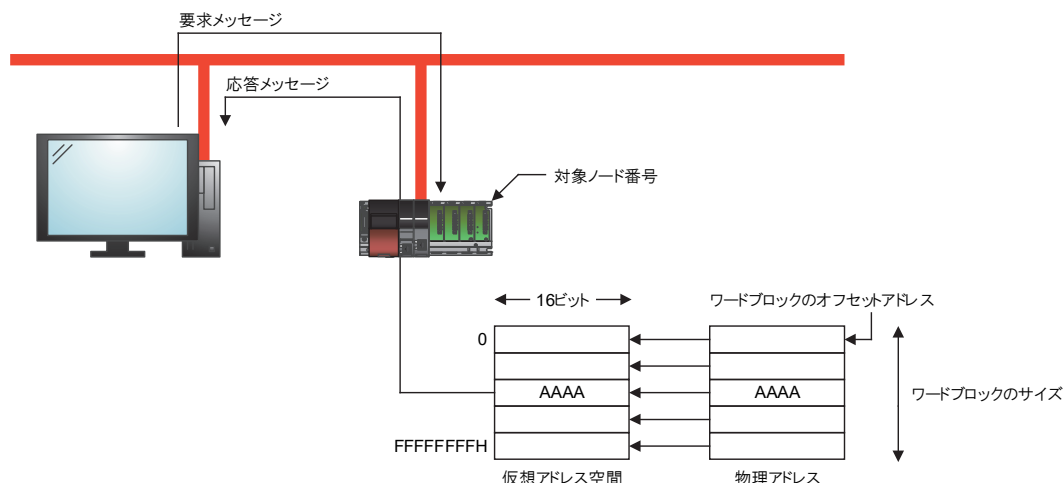 要求メッセージ
応答メッセージ
対象ノード番号
16ビット
ワードブロックのオフセットアドレス
0
AAAA
AAAA
ワードブロックのサイズ
FFFFFFFFH
仮想アドレス空間
物理アドレス